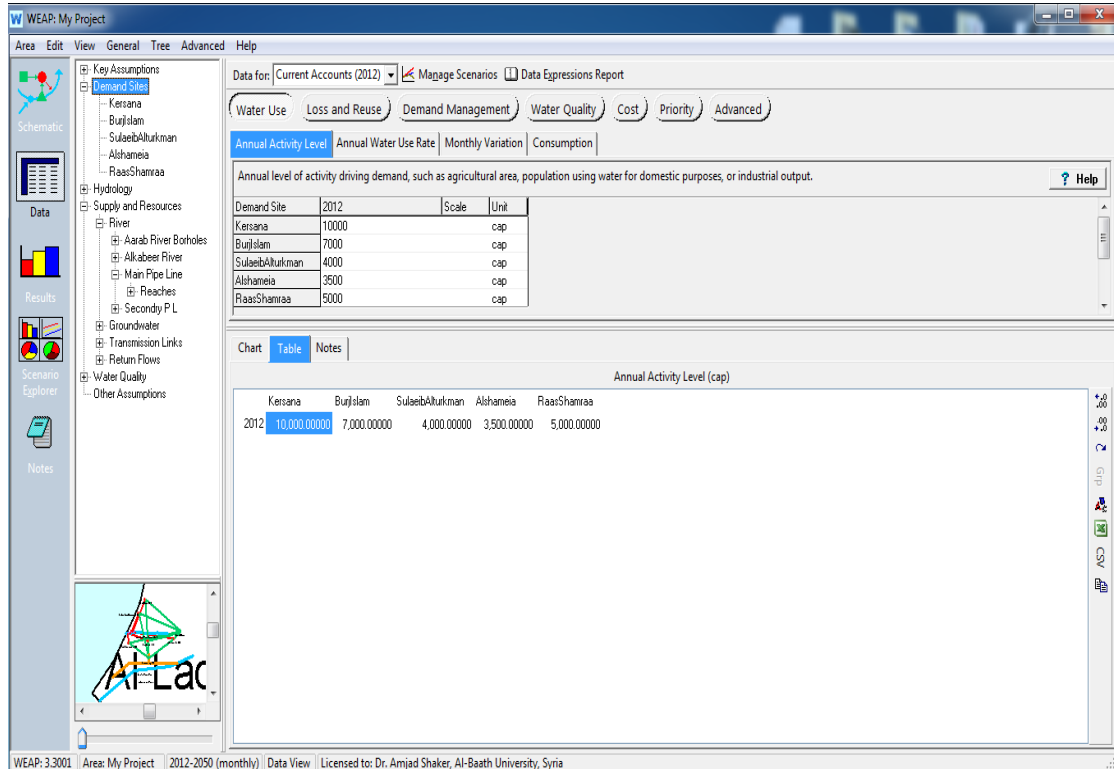 WEAP: My Project
Area Edit View General Tree Advanced Help
Schematic
Data
Results
Scenario Explorer
Notes
Key Assumptions
Demand Sites
Kersana
BurjIslam
SulaeibAlturkman
Alshameia
RaasShamraa
Hydrology
Supply and Resources
River
Aarab River Borholes
Alkabeer River
Main Pipe Line
Reaches
Secondry P L
Groundwater
Transmission Links
Return Flows
Water Quality
Other Assumptions
Al-Lac
Data for: Current Accounts (2012) Manage Scenarios Data Expressions Report
Water Use Loss and Reuse Demand Management Water Quality Cost Priority Advanced
Annual Activity Level Annual Water Use Rate Monthly Variation Consumption
Annual level of activity driving demand, such as agricultural area, population using water for domestic purposes, or industrial output.
? Help
Demand Site 2012 Scale Unit
Kersana 10000 cap
BurjIslam 7000 cap
SulaeibAlturkman 4000 cap
Alshameia 3500 cap
RaasShamraa 5000 cap
Chart Table Notes
Annual Activity Level (cap)
Kersana BurjIslam SulaeibAlturkman Alshameia RaasShamraa
2012 10,000.00000 7,000.00000 4,000.00000 3,500.00000 5,000.00000
Grp
CSV
WEAP: 3.3001 Area: My Project 2012-2050 (monthly) Data View Licensed to: Dr. Amjad Shaker, Al-Baath University, Syria